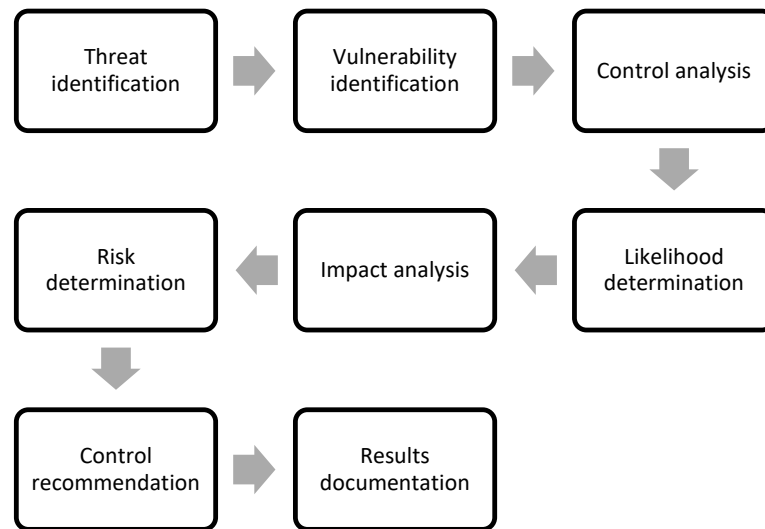 Threat
identification
Vulnerability
identification
Control analysis
Likelihood
determination
Impact analysis
Risk
determination
Control
recommendation
Results
documentation